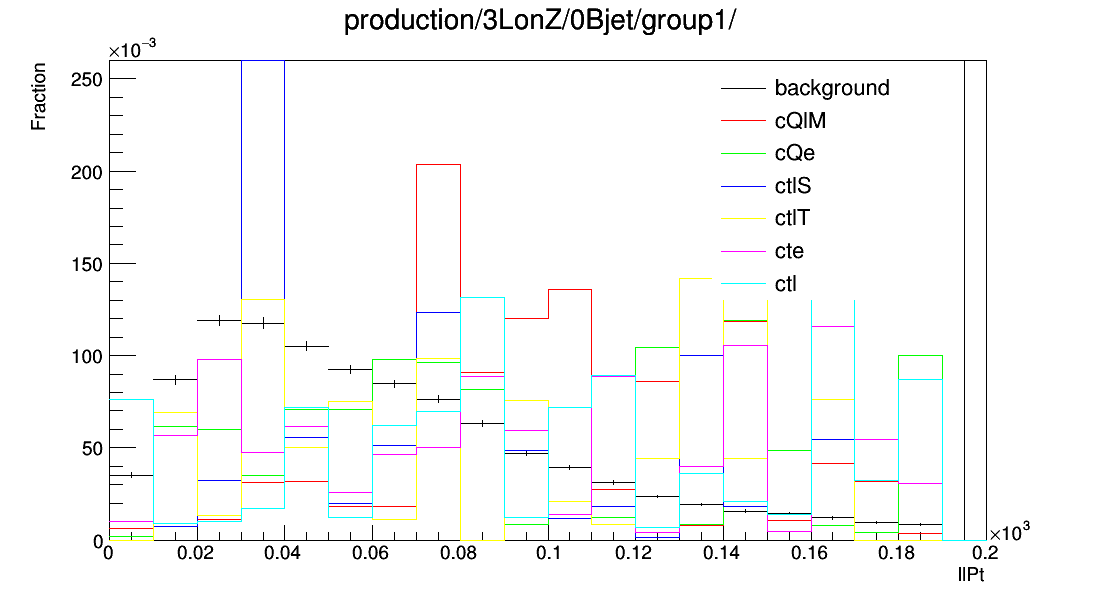 production/3LonZ/0Bjet/group1/
×10⁻³
Fraction
250
200
150
100
50
0
background
cQlM
cQe
ctlS
ctlT
cte
ctl
0 0.02 0.04 0.06 0.08 0.1 0.12 0.14 0.16 0.18 0.2
×10³
llPt